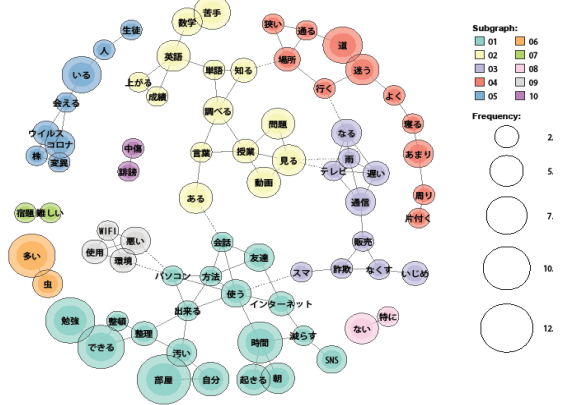 生徒
人
いる
会える
ウイルス
コロナ
株
変異
数学
苦手
英語
上がる
成績
単語
知る
調べる
言葉
授業
問題
見る
動画
ある
狭い
通る
道
場所
迷う
行く
よく
寝る
あまり
周り
片付く
なる
雨
テレビ
遅い
通信
販売
スマ
詐欺
なくす
いじめ
中傷
誹謗
宿題
難しい
多い
虫
WIFI
悪い
使用
環境
会話
友達
パソコン
方法
使う
インターネット
出来る
勉強
整頓
できる
整理
汚い
部屋
自分
時間
減らす
SNS
起きる
朝
ない
特に
Subgraph:
01 06
02 07
03 08
04 09
05 10
Frequency:
2.
5.
7.
10.
12.